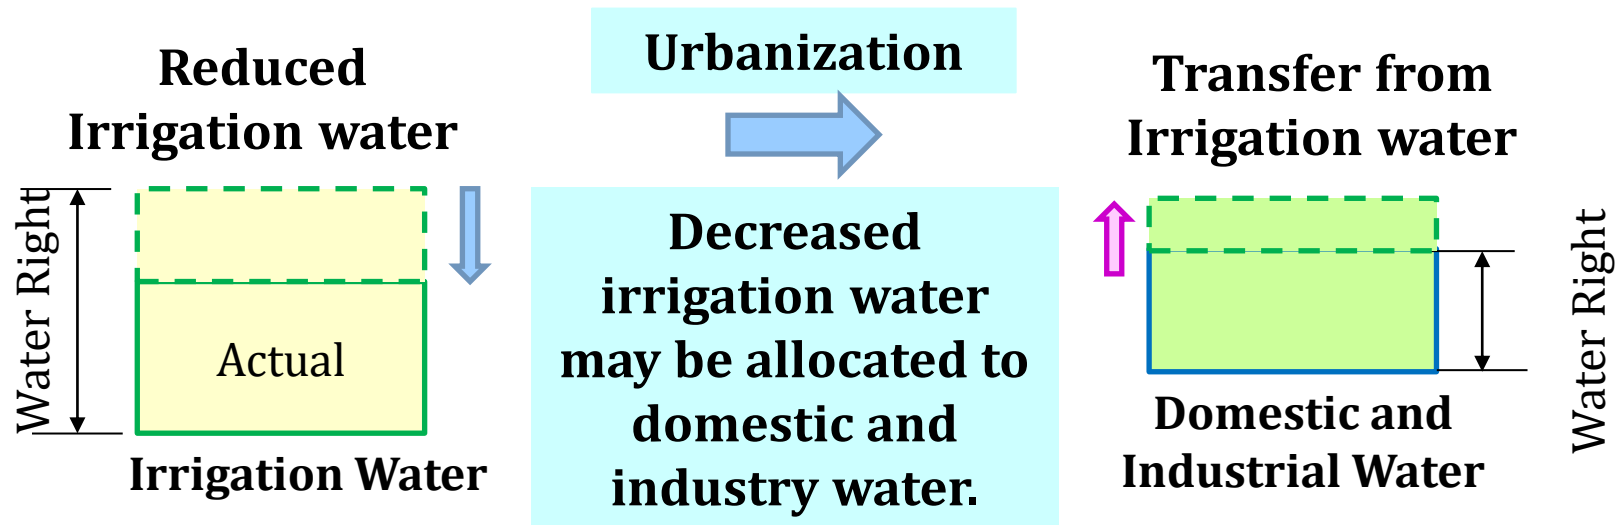 Reduced
Irrigation water
Water Right
Actual
Irrigation Water
Urbanization
Decreased
irrigation water
may be allocated to
domestic and
industry water.
Transfer from
Irrigation water
Water Right
Domestic and
Industrial Water